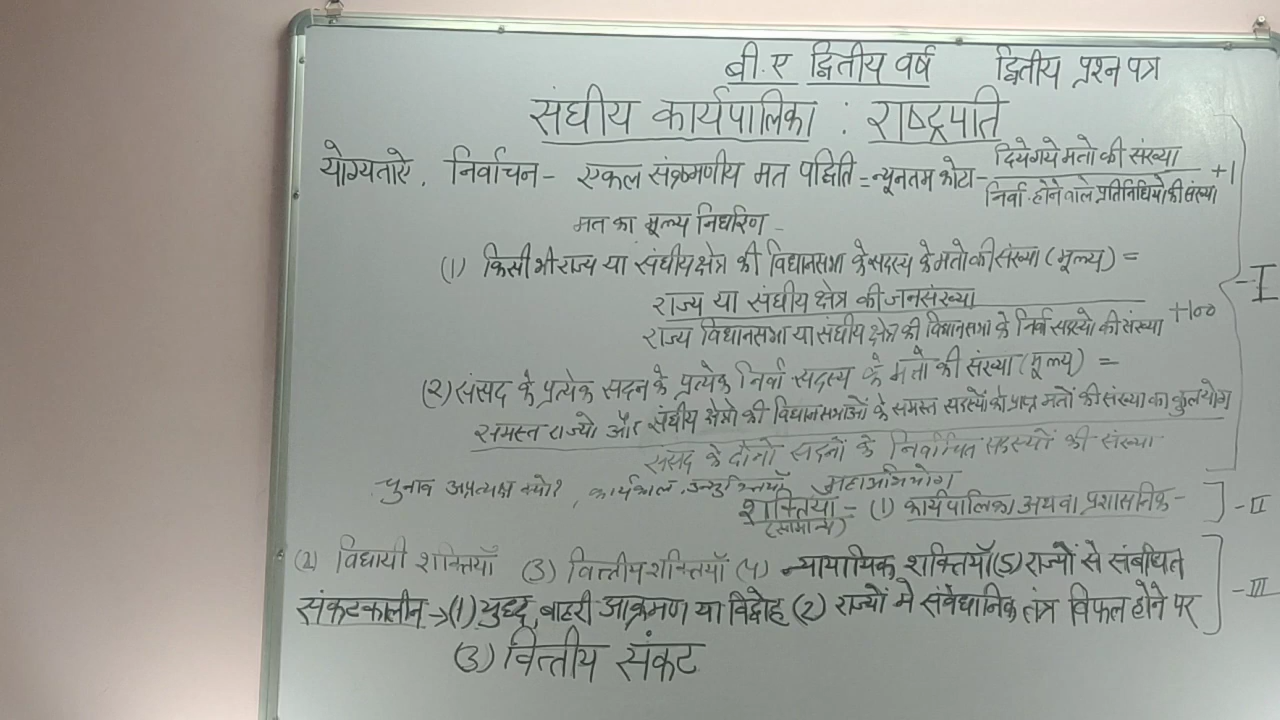 बी.ए द्वितीय वर्ष द्वितीय प्रश्न पत्र
संघीय कार्यपालिका : राष्ट्रपति
योग्यताऐं, निर्वाचन - एकल संक्रमणीय मत पद्धिति = न्यूनतम कोटा - दियेगये मतो की संख्या + 1
निर्वा. होने वाले प्रतिनिधियो की संख्या
मत का मूल्य निर्धारण -
(1) किसी भी राज्य या संघीय क्षेत्र की विधानसभा के सदस्य के मतो की संख्या (मूल्य) =
राज्य या संघीय क्षेत्र की जनसंख्या
राज्य विधानसभा या संघीय क्षेत्र की विधानसभा के निर्वा सदस्यो की संख्या ÷100
- I
(२) संसद के प्रत्येक सदन के प्रत्येक निर्वा सदस्य के मतो की संख्या (मूल्य) =
समस्त राज्यो और संघीय क्षेत्रो की विधानसभाओं के समस्त सदस्यों को प्राप्त मतों की संख्या का कुल योग
संसद के दोनो सदनों के निर्वाचित सदस्यों की संख्या
चुनाव अप्रत्यक्ष क्यो?, कार्यकाल, उन्मुक्तियाँ महाअभियोग
शक्तियां - (1) कार्यपालिका अथवा प्रशासनिक - ] - II
(सामान्य)
(2) विधायी शक्तियाँ (3) वित्तीय शक्तियाँ (4) न्यायायिक शक्तियाँ (5) राज्यों से संबंधित
संकटकालीन → (1) युद्ध, बाहरी आक्रमण या विद्रोह (2) राज्यों मे संवैधानिक तंत्र विफल होने पर ] - III
(3) वित्तीय संकट